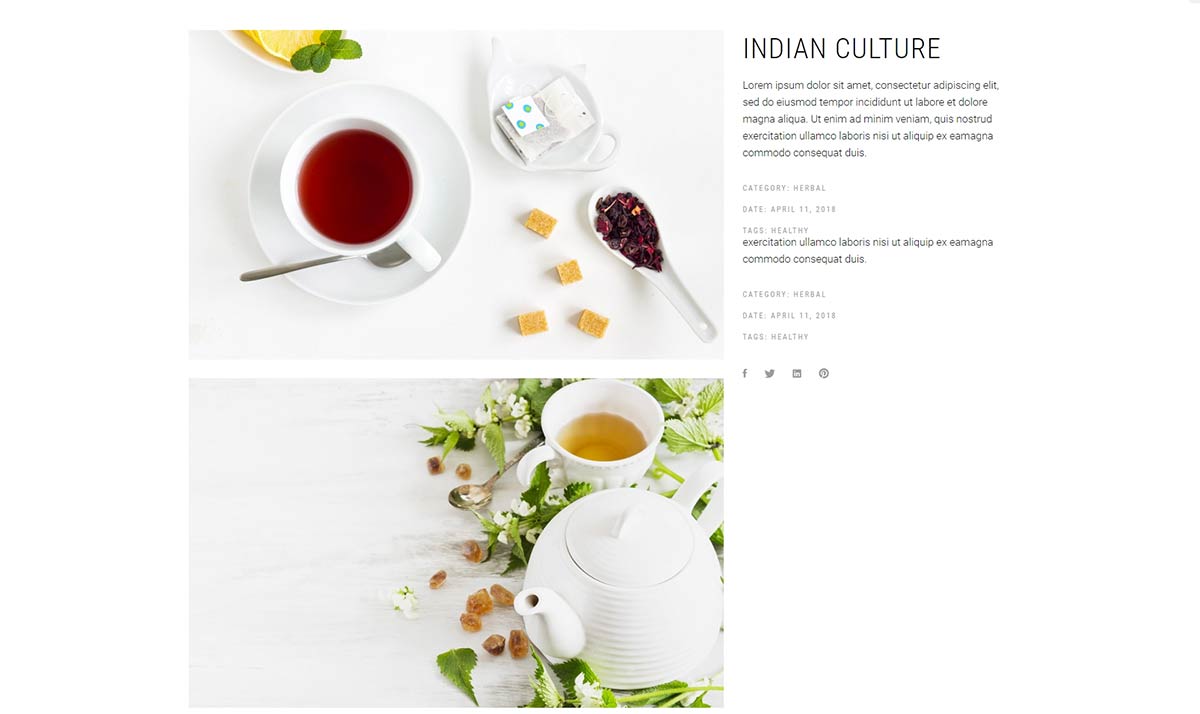 INDIAN CULTURE
Lorem ipsum dolor sit amet, consectetur adipiscing elit,
sed do eiusmod tempor incididunt ut labore et dolore
magna aliqua. Ut enim ad minim veniam, quis nostrud
exercitation ullamco laboris nisi ut aliquip ex eamagna
commodo consequat duis.
CATEGORY: HERBAL
DATE: APRIL 11, 2018
TAGS: HEALTHY
exercitation ullamco laboris nisi ut aliquip ex eamagna
commodo consequat duis.
CATEGORY: HERBAL
DATE: APRIL 11, 2018
TAGS: HEALTHY